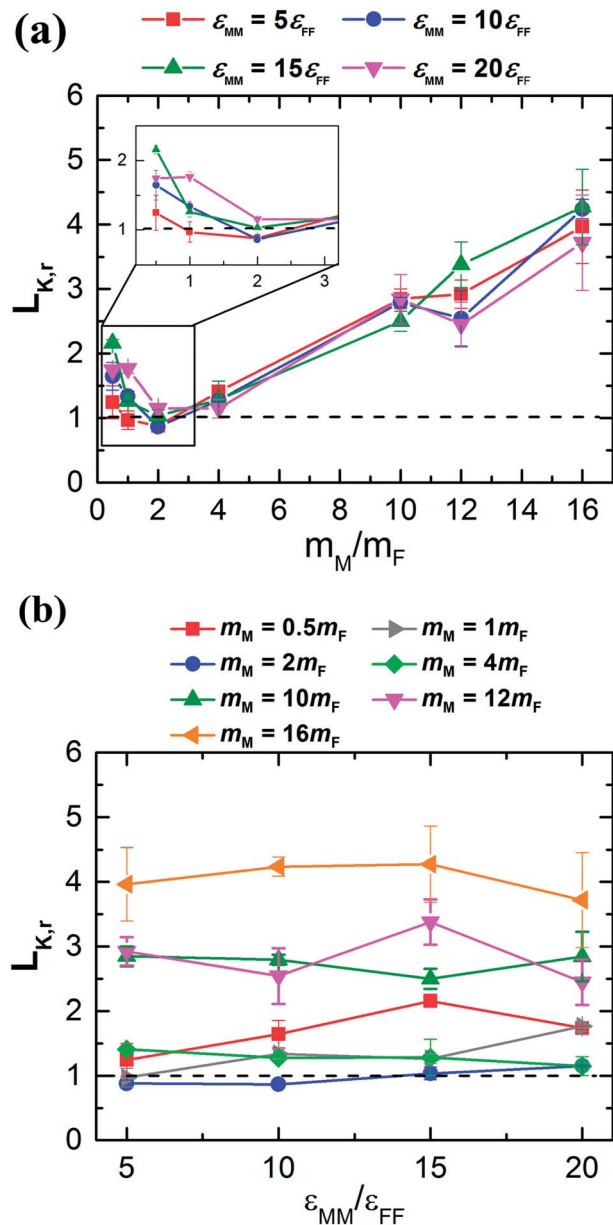 (a)
ε_MM = 5ε_FF ε_MM = 10ε_FF
ε_MM = 15ε_FF ε_MM = 20ε_FF
6
5
4
3
2
1
0
L_K,r
2
1
1 2 3
0 2 4 6 8 10 12 14 16
m_M/m_F
(b)
m_M = 0.5m_F m_M = 1m_F
m_M = 2m_F m_M = 4m_F
m_M = 10m_F m_M = 12m_F
m_M = 16m_F
6
5
4
3
2
1
0
L_K,r
5 10 15 20
ε_MM/ε_FF